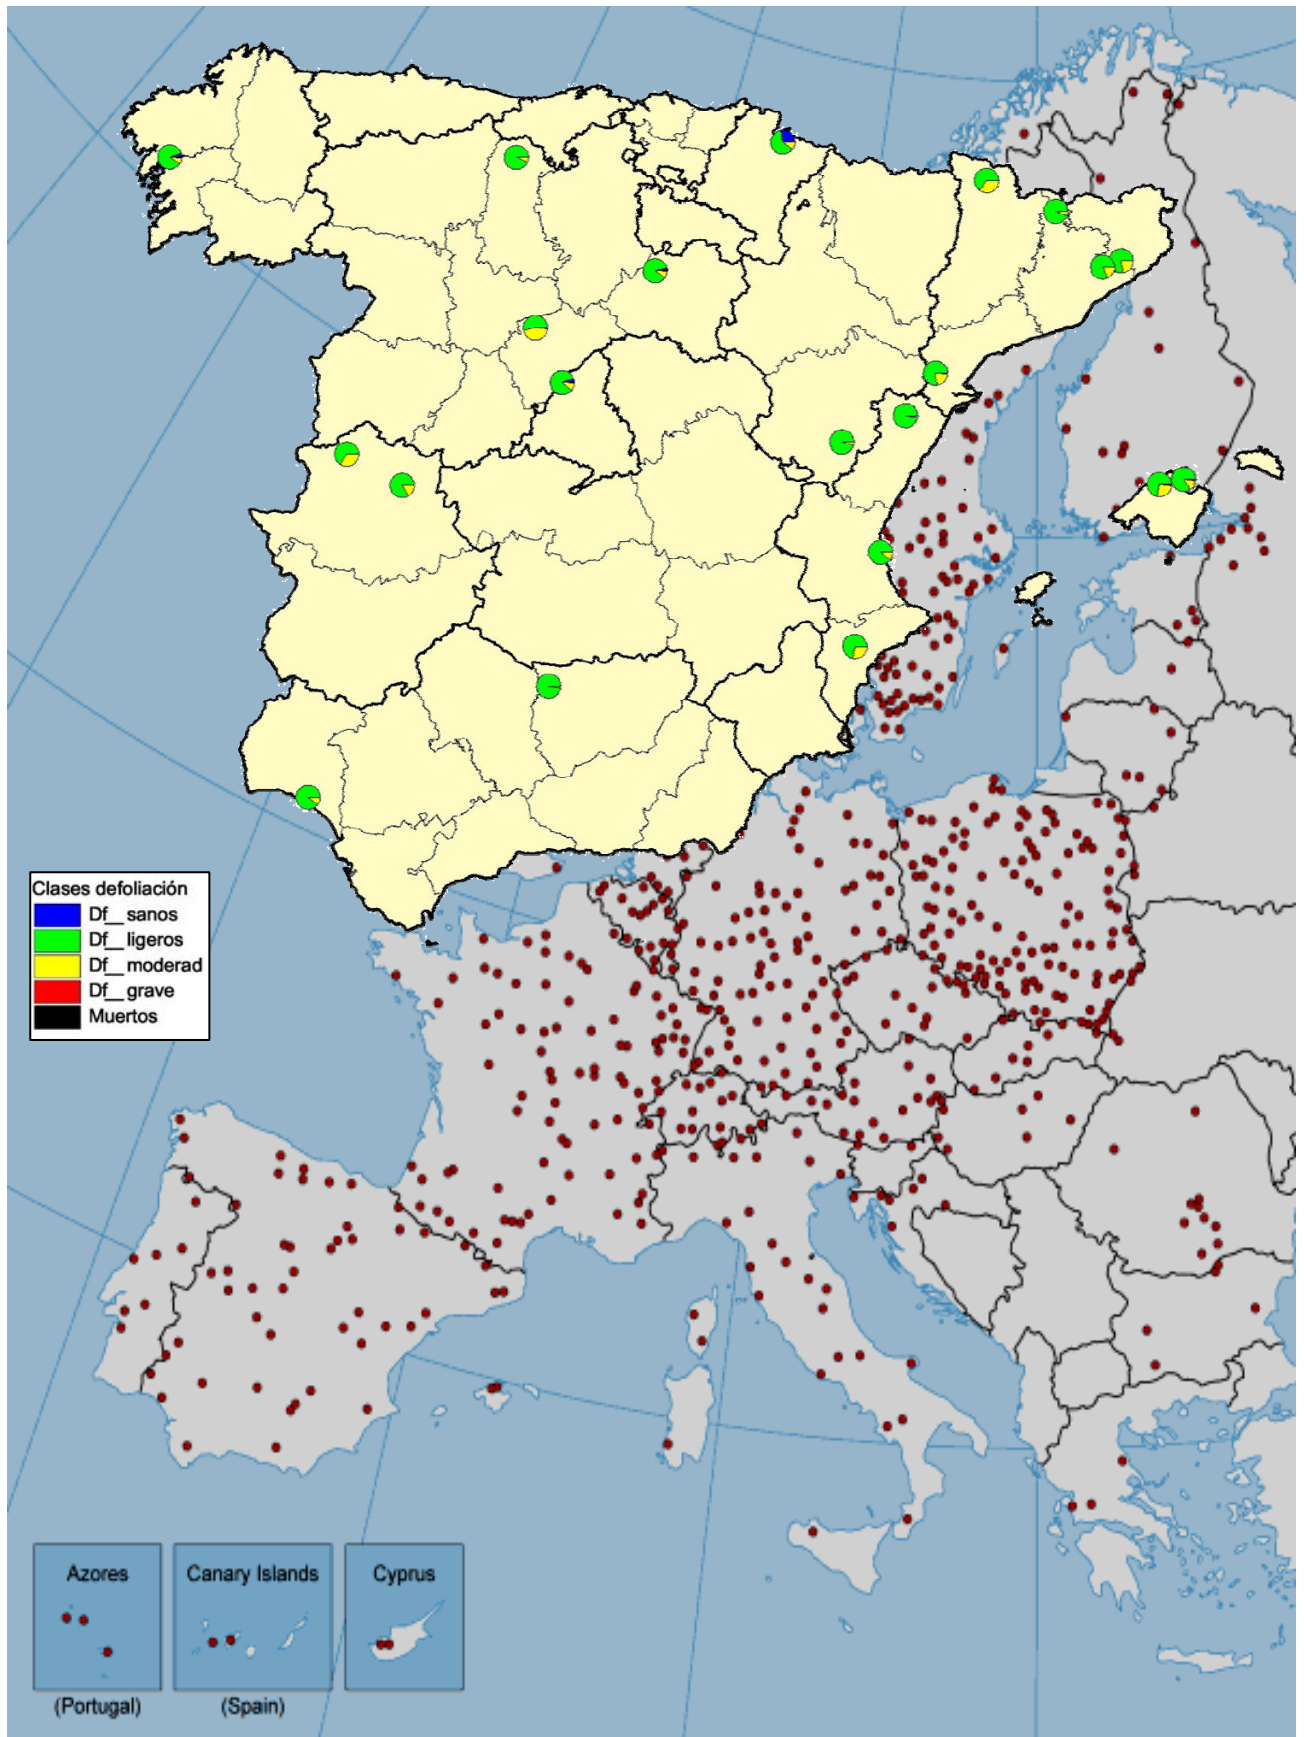 Clases defoliación
Df__sanos
Df__ligeros
Df__moderad
Df__grave
Muertos
Azores
Canary Islands
Cyprus
(Portugal)
(Spain)